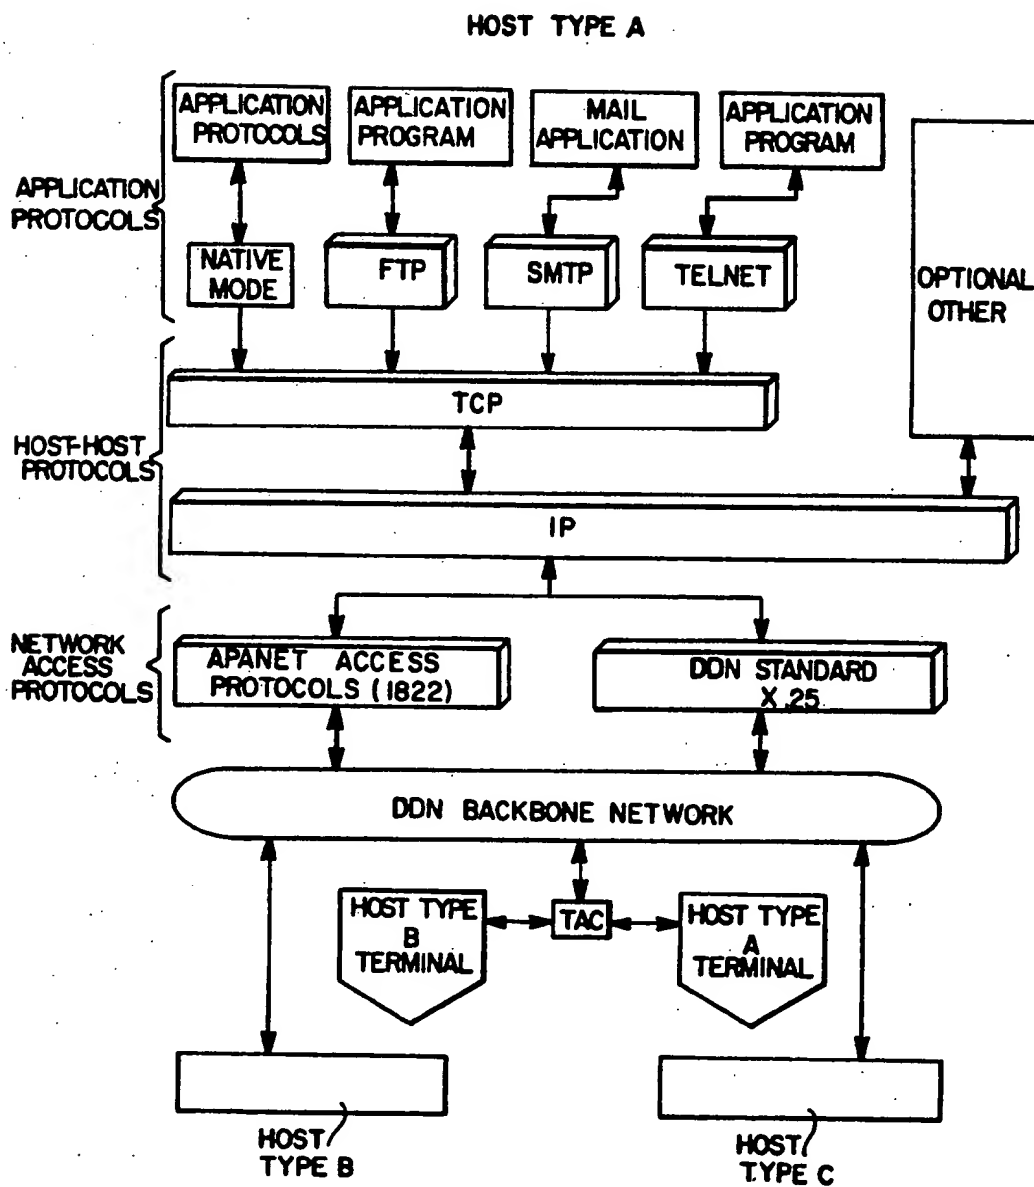 HOST TYPE A
APPLICATION
PROTOCOLS
APPLICATION
PROGRAM
MAIL
APPLICATION
APPLICATION
PROGRAM
APPLICATION
PROTOCOLS
NATIVE
MODE
FTP
SMTP
TELNET
OPTIONAL
OTHER
TCP
HOST-HOST
PROTOCOLS
IP
NETWORK
ACCESS
PROTOCOLS
APANET ACCESS
PROTOCOLS (1822)
DDN STANDARD
X.25
DDN BACKBONE NETWORK
HOST TYPE
B
TERMINAL
TAC
HOST TYPE
A
TERMINAL
HOST
TYPE B
HOST
TYPE C